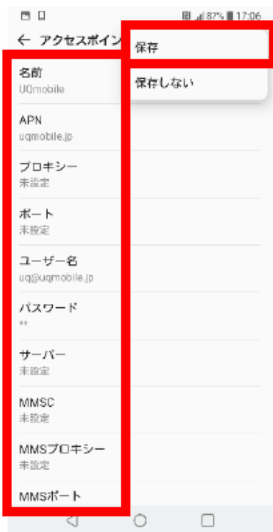 87% 17:06
← アクセスポイン
保存
保存しない
名前
UQmobile
APN
uqmobile.jp
プロキシー
未設定
ポート
未設定
ユーザー名
uq@uqmobile.jp
パスワード
**
サーバー
未設定
MMSC
未設定
MMSプロキシー
未設定
MMSポート